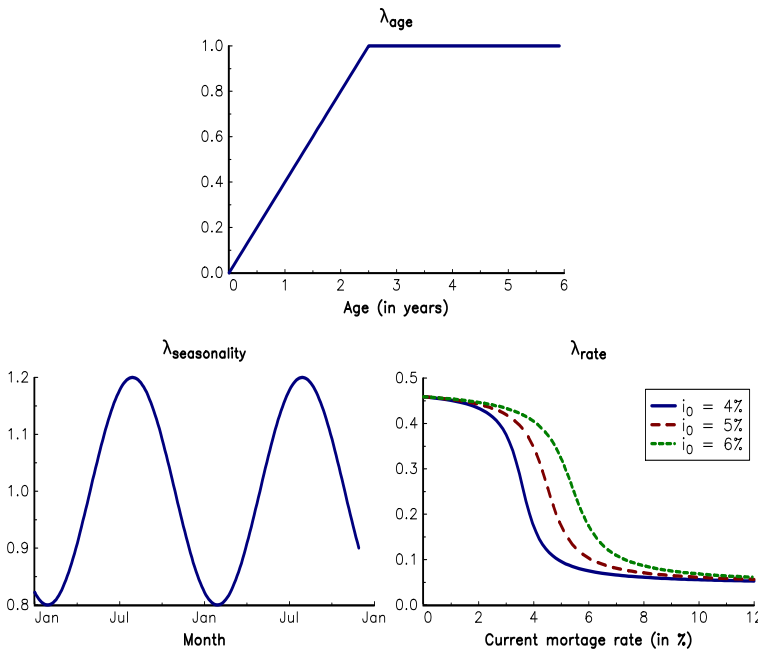 λage
1.0
0.8
0.6
0.4
0.2
0.0
0 1 2 3 4 5 6
Age (in years)
λseasonality
1.2
1.1
1.0
0.9
0.8
Jan Jul Jan Jul Jan
Month
λrate
0.5
0.4
0.3
0.2
0.1
0.0
0 2 4 6 8 10 12
Current mortage rate (in %)
i0 = 4%
i0 = 5%
i0 = 6%